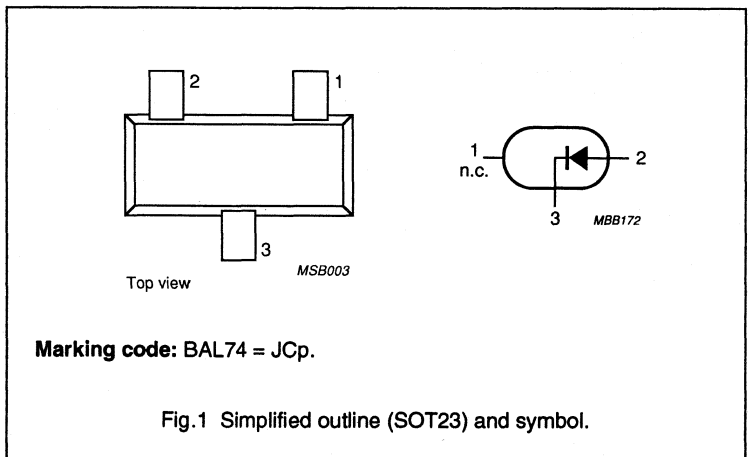 2
1
3
Top view
MSB003
1
n.c.
2
3
MBB172
Marking code: BAL74 = JCp.
Fig.1 Simplified outline (SOT23) and symbol.